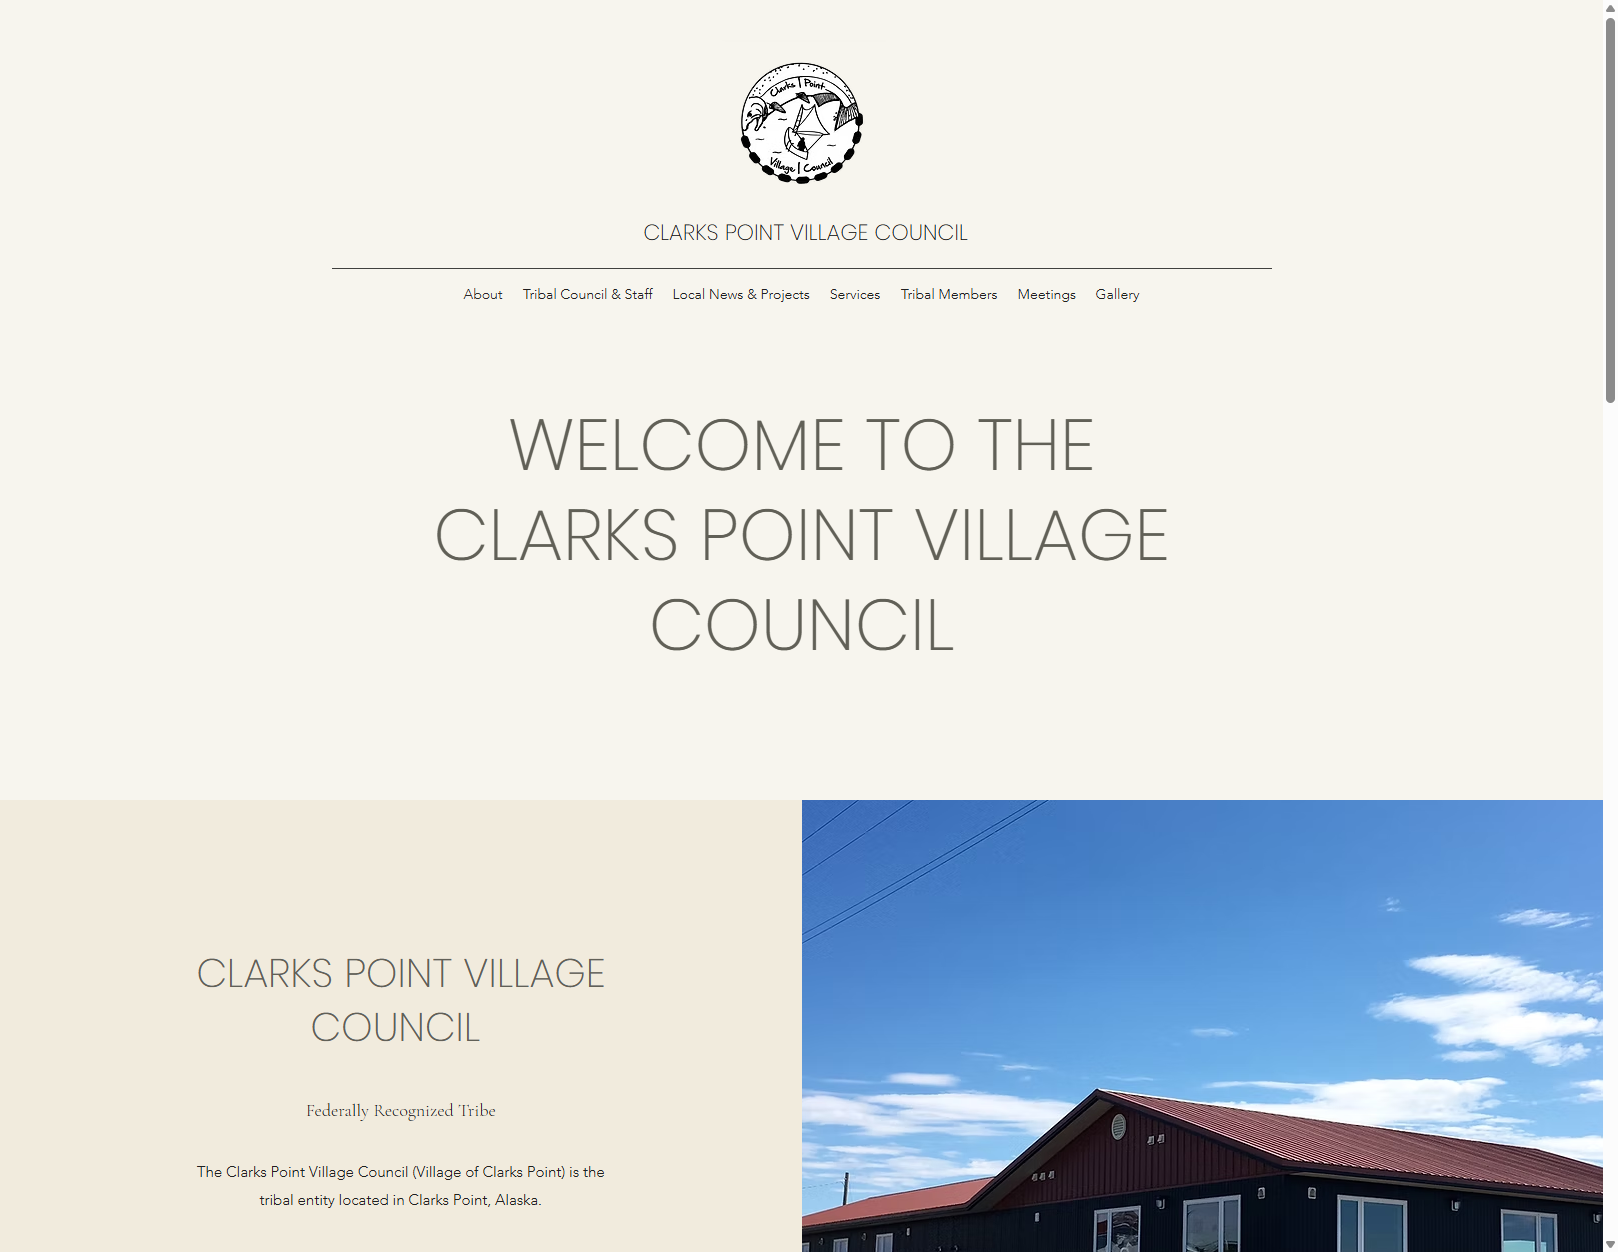 Clarks | Point
Village | Council
CLARKS POINT VILLAGE COUNCIL
About Tribal Council & Staff Local News & Projects Services Tribal Members Meetings Gallery
WELCOME TO THE
CLARKS POINT VILLAGE
COUNCIL
CLARKS POINT VILLAGE
COUNCIL
Federally Recognized Tribe
The Clarks Point Village Council (Village of Clarks Point) is the
tribal entity located in Clarks Point, Alaska.